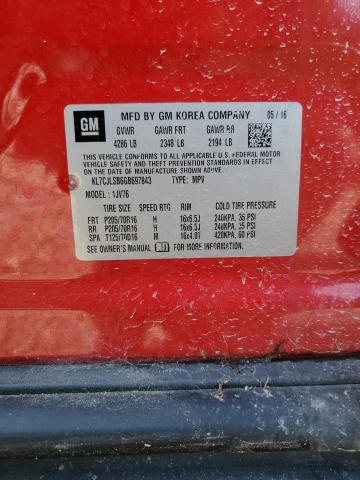 GM
MFD BY GM KOREA COMPANY 05/16
GVWR GAWR FRT GAWR RR
4286 LB 2348 LB 2194 LB
THIS VEHICLE CONFORMS TO ALL APPLICABLE U.S. FEDERAL MOTOR
VEHICLE SAFETY, BUMPER, AND THEFT PREVENTION STANDARDS IN
EFFECT ON THE DATE OF MANUFACTURE SHOWN ABOVE.
KL7CJLSB6GB697843 TYPE: MPV
MODEL: 1JV76
TIRE SIZE SPEED RTG RIM COLD TIRE PRESSURE
FRT P205/70R16 H 16x6.5J 240KPA, 35 PSI
RR P205/70R16 H 16x6.5J 240KPA, 35 PSI
SPA T125/70D16 M 16x4.0T 420KPA, 60 PSI
SEE OWNER'S MANUAL FOR ADDITIONAL INFORMATION.